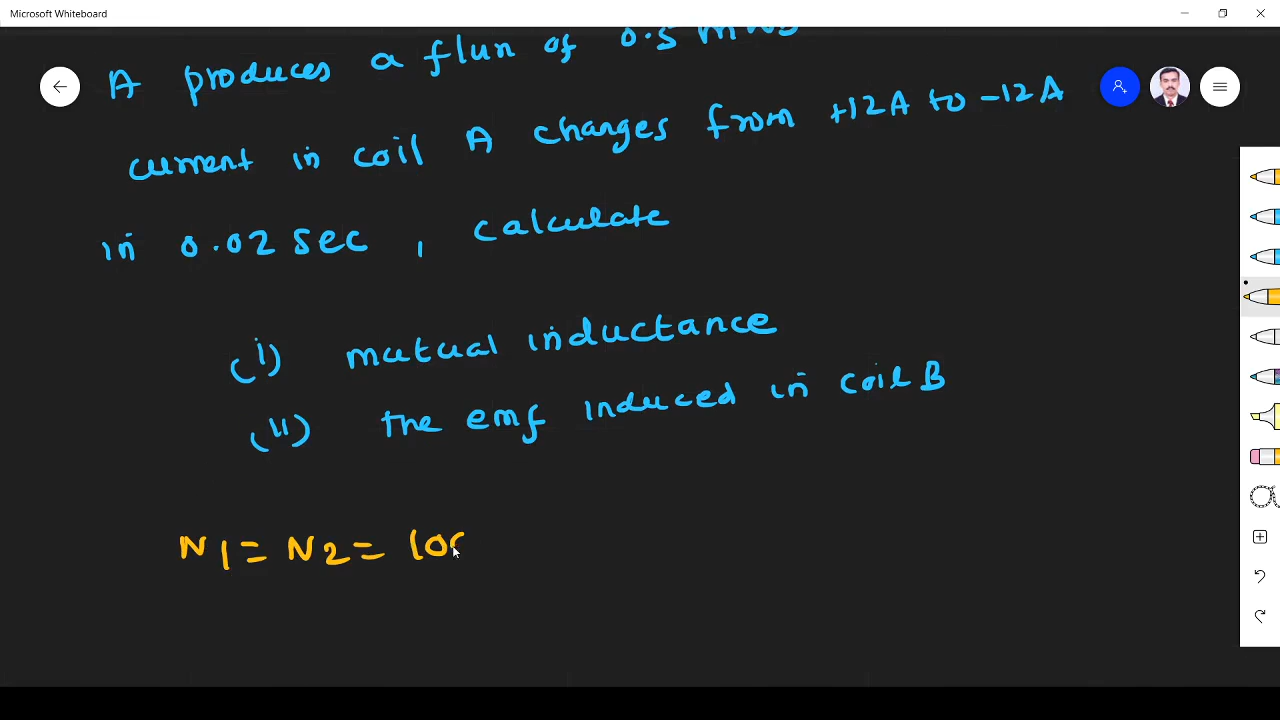 Microsoft Whiteboard
A produces a flux of 0.5 mwb
current in coil A changes from +12A to -12A
in 0.02 sec, calculate
(i) mutual inductance
(ii) the emf induced in coil B
N1 = N2 =